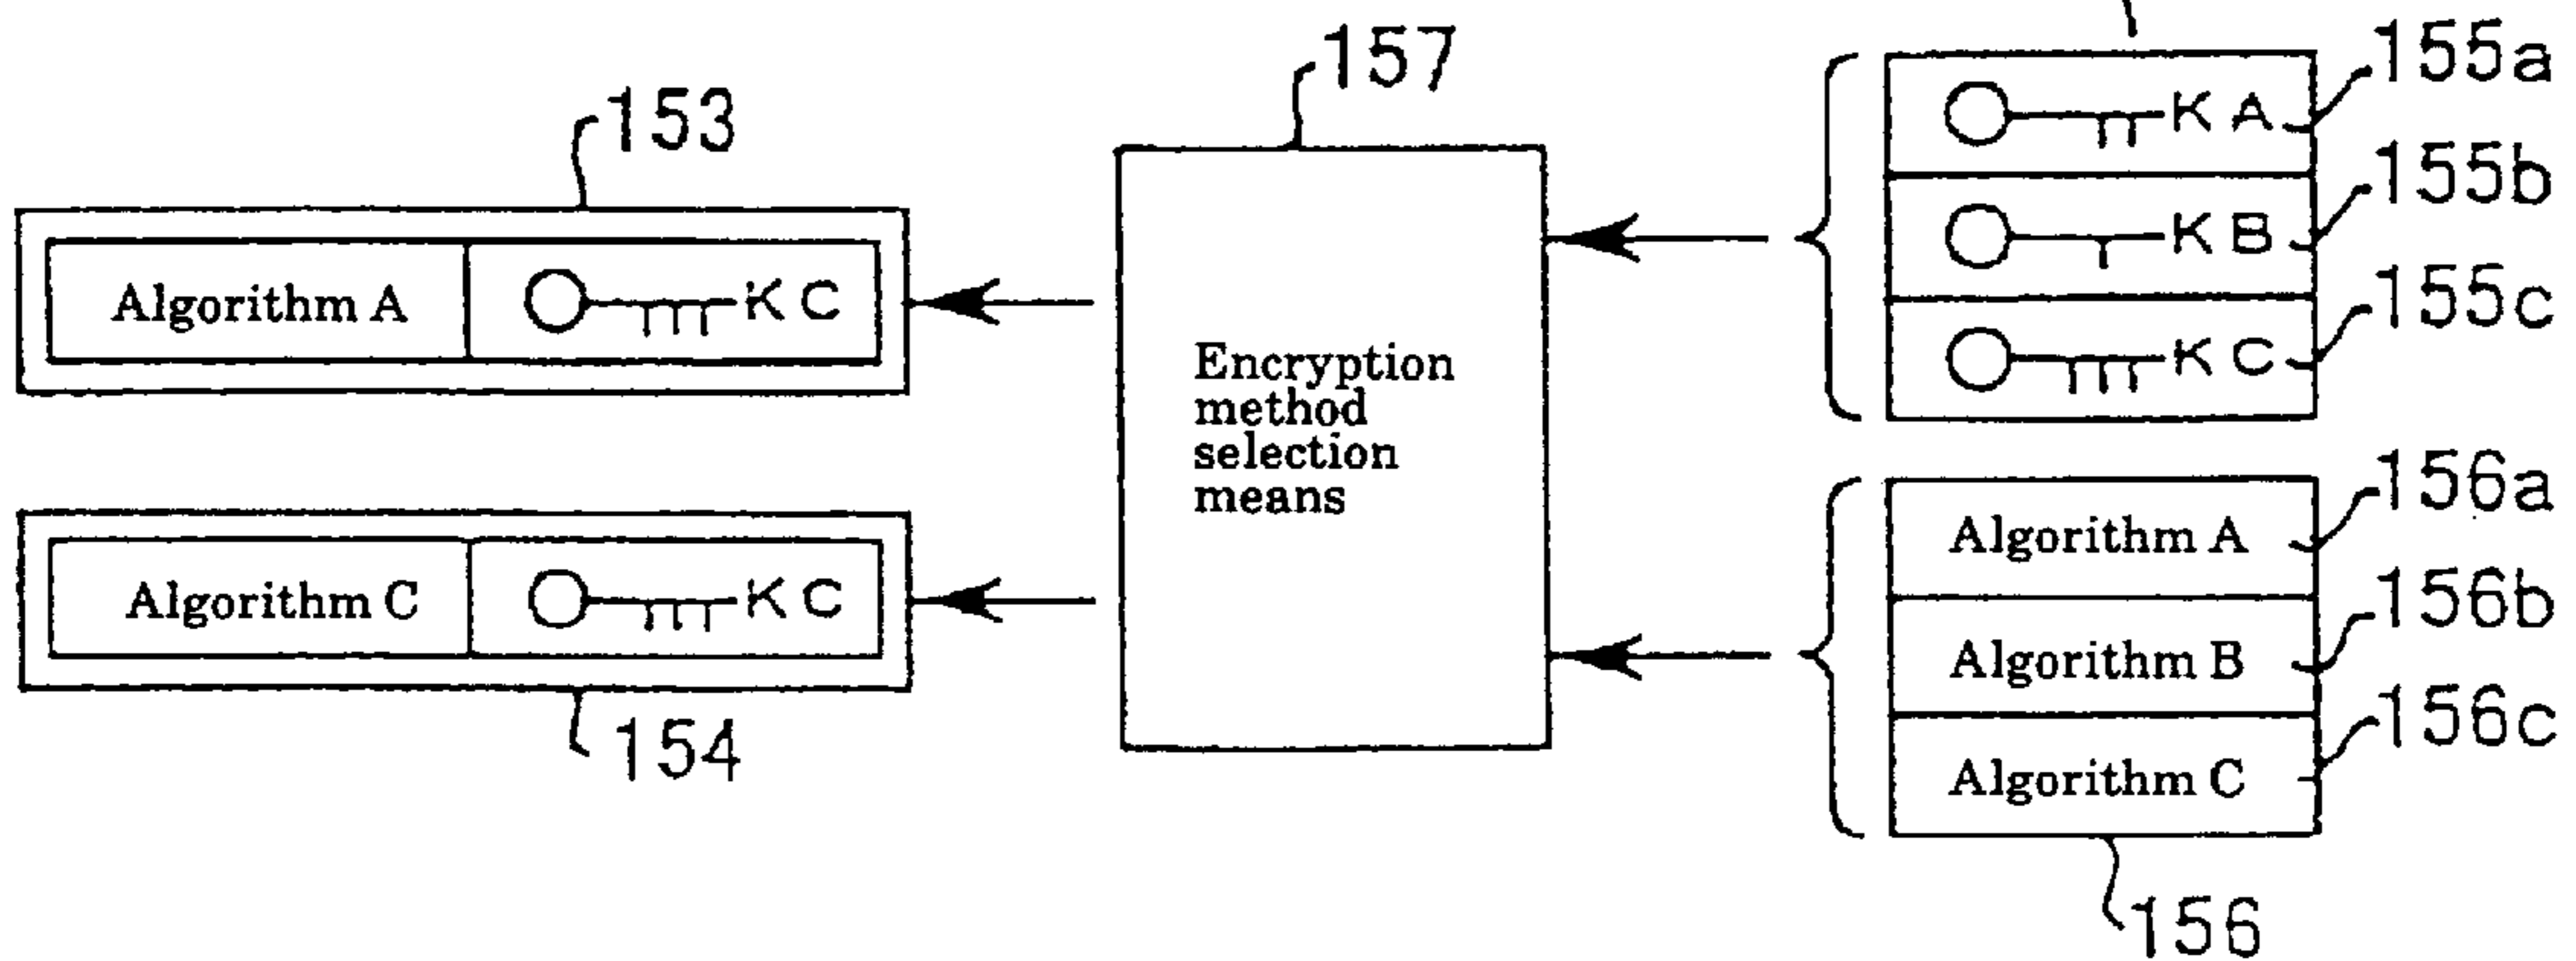 153
Algorithm A
KC
Algorithm C
KC
154
157
Encryption
method
selection
means
KA
155a
KB
155b
KC
155c
Algorithm A
156a
Algorithm B
156b
Algorithm C
156c
156